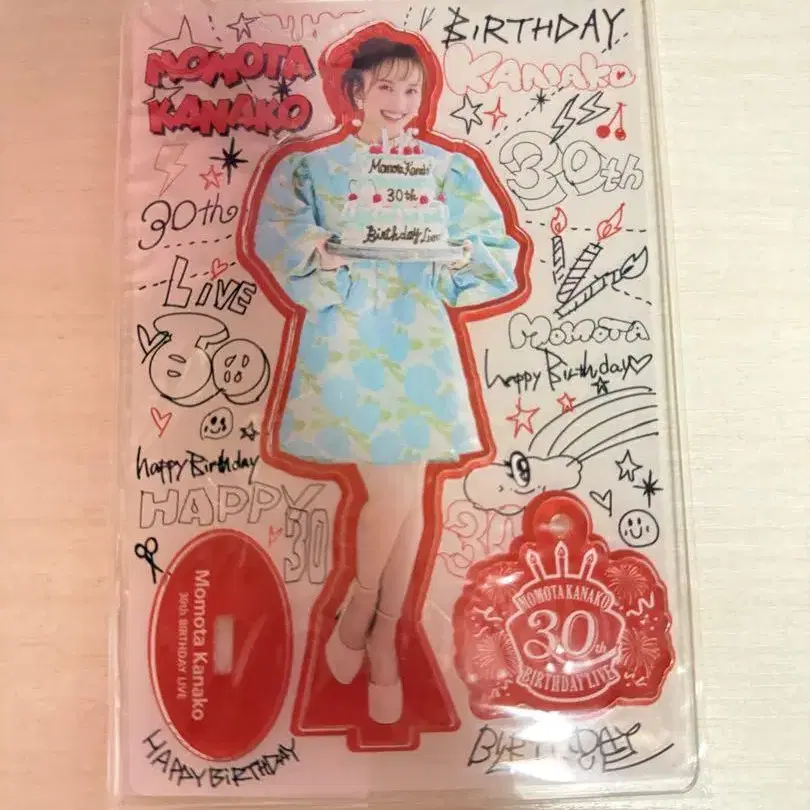 BIRTHDAY
MOMOTA
KANAKO
KANAKO
30th
30th
LIVE
Momota Kanako
30th
Birthday Live
30
MOMOTA
happy Birthday
happy Birthday
HAPPY
30
30
Momota Kanako
30th BIRTHDAY LIVE
MOMOTA KANAKO
30th
BIRTHDAY LIVE
HAPPY BIRTHDAY
BIRTHDAY